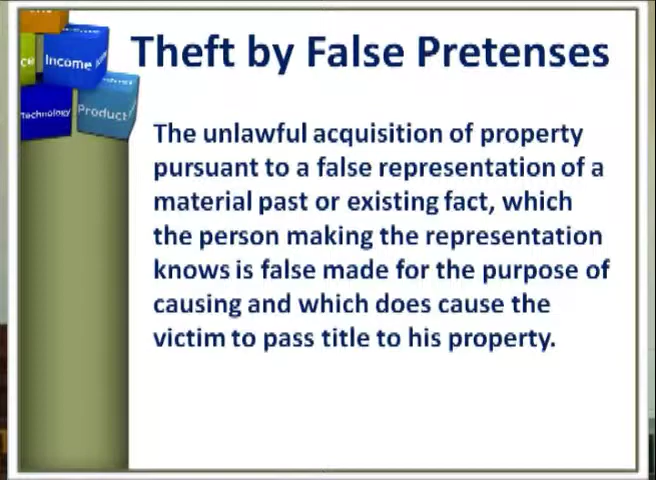 Theft by False Pretenses
Income
Technology
Product
The unlawful acquisition of property
pursuant to a false representation of a
material past or existing fact, which
the person making the representation
knows is false made for the purpose of
causing and which does cause the
victim to pass title to his property.